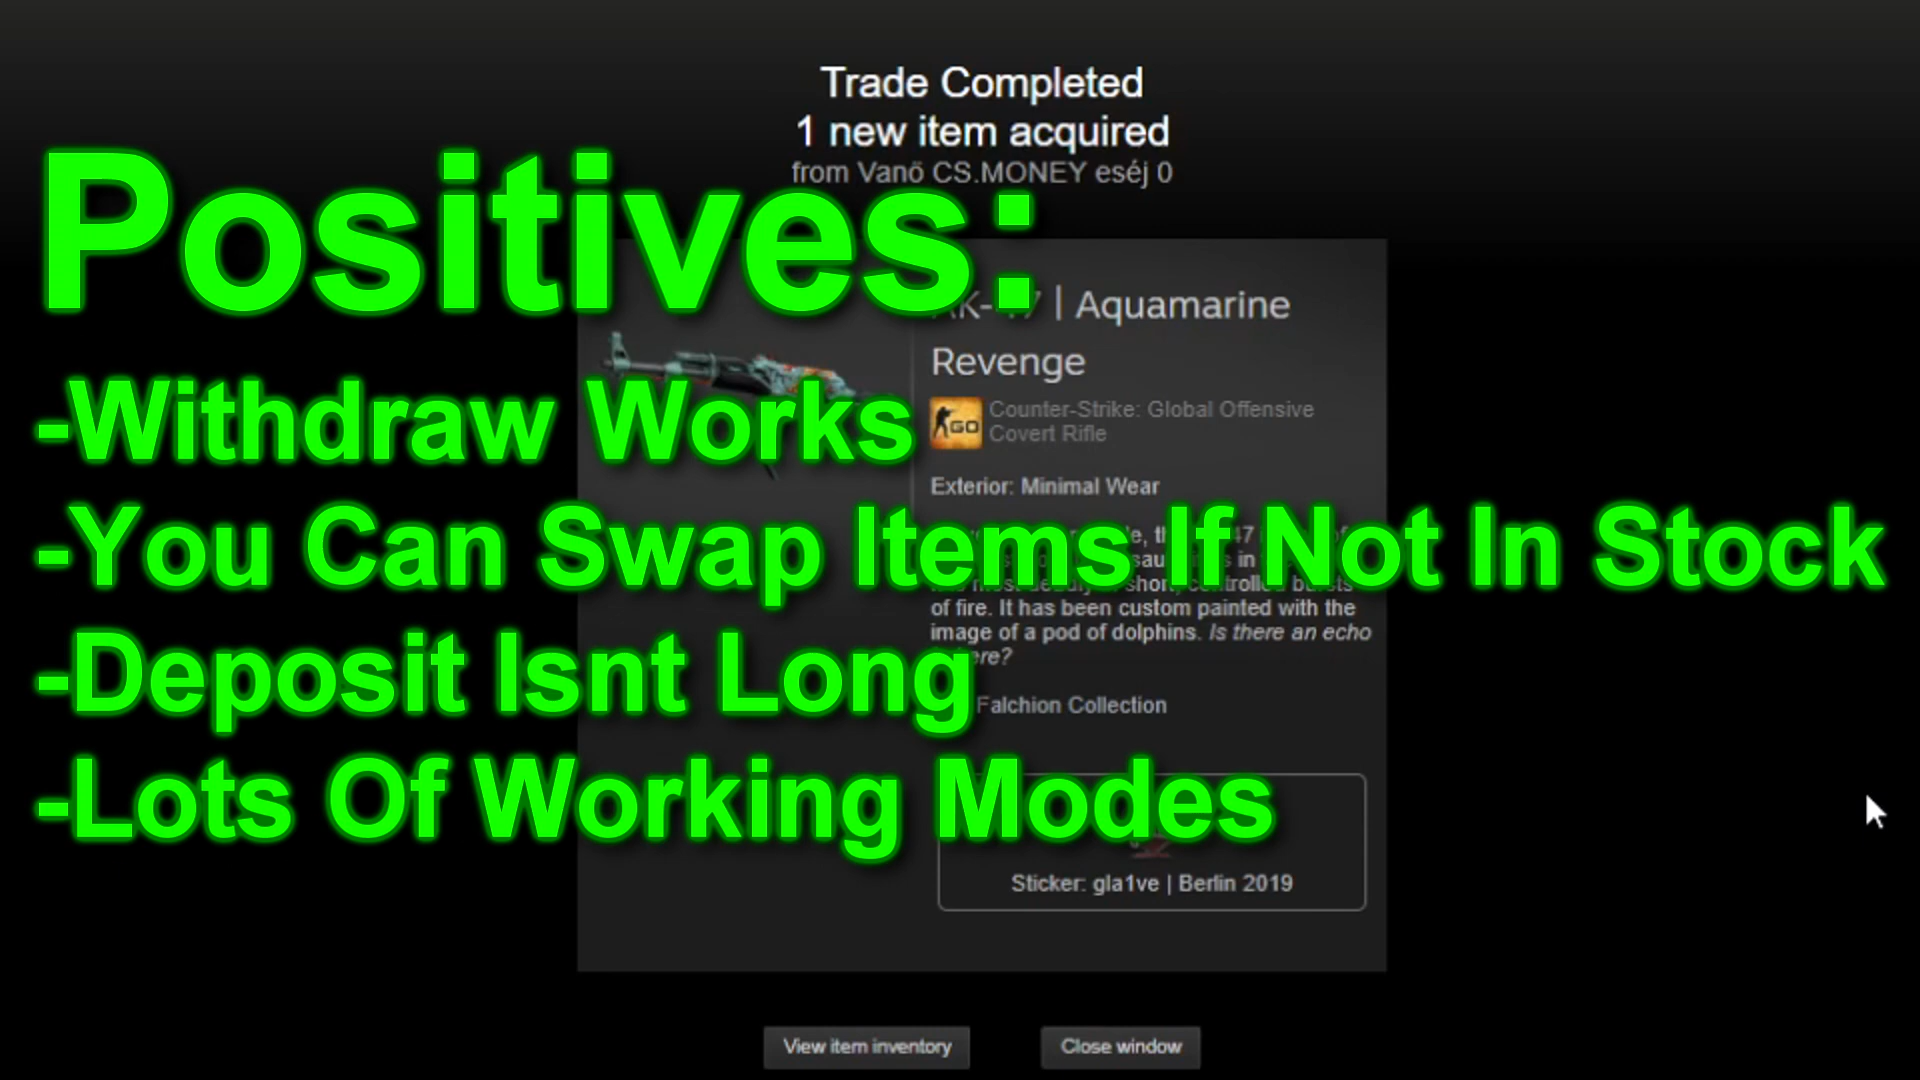 Trade Completed
1 new item acquired
from Vanő CS.MONEY eséj 0
Positives:
| Aquamarine
Revenge
-Withdraw Works
GO
Counter-Strike: Global Offensive
Covert Rifle
Exterior: Minimal Wear
-You Can Swap Items If Not In Stock
of fire. It has been custom painted with the
image of a pod of dolphins. Is there an echo
-Deposit Isnt Long
Falchion Collection
-Lots Of Working Modes
Sticker: gla1ve | Berlin 2019
View item inventory
Close window